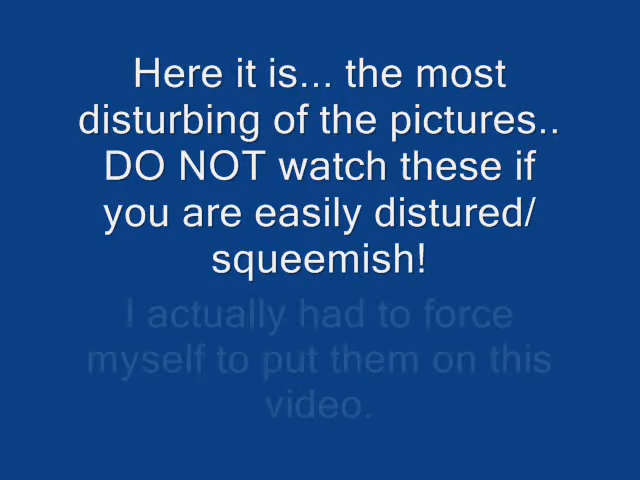 Here it is... the most
disturbing of the pictures..
DO NOT watch these if
you are easily distured/
squeemish!
I actually had to force
myself to put them on this
video.